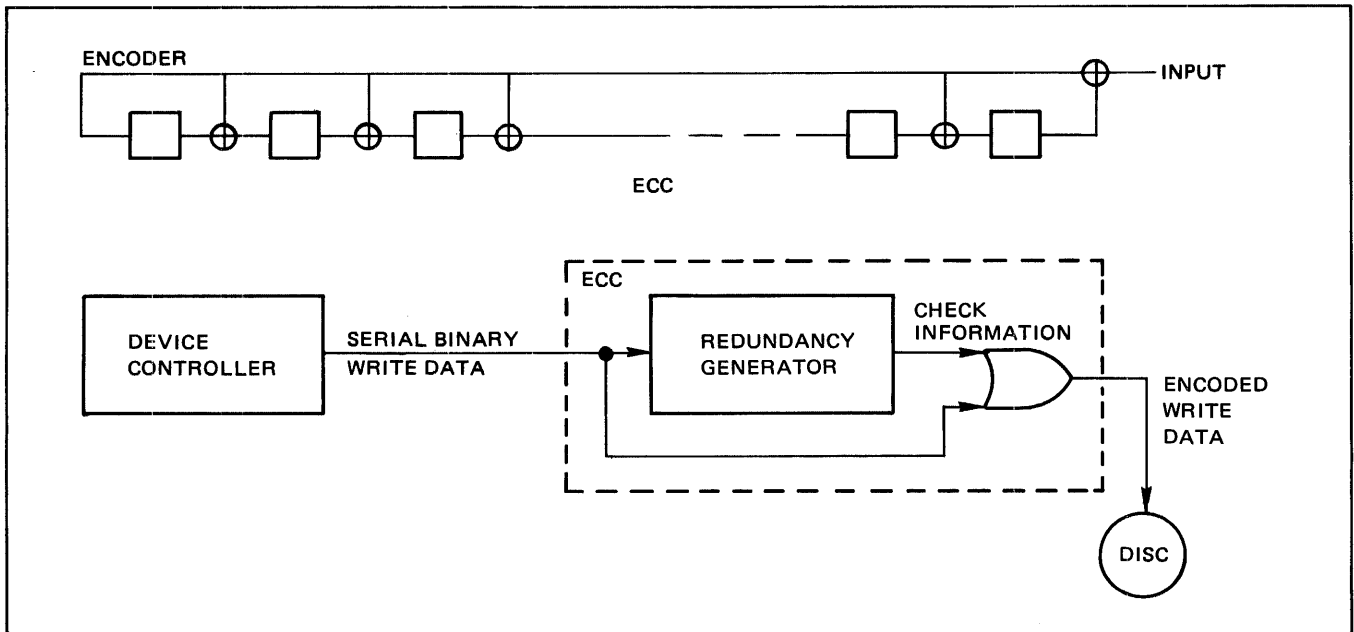 ENCODER
INPUT
ECC
ECC
DEVICE
CONTROLLER
SERIAL BINARY
WRITE DATA
REDUNDANCY
GENERATOR
CHECK
INFORMATION
ENCODED
WRITE
DATA
DISC